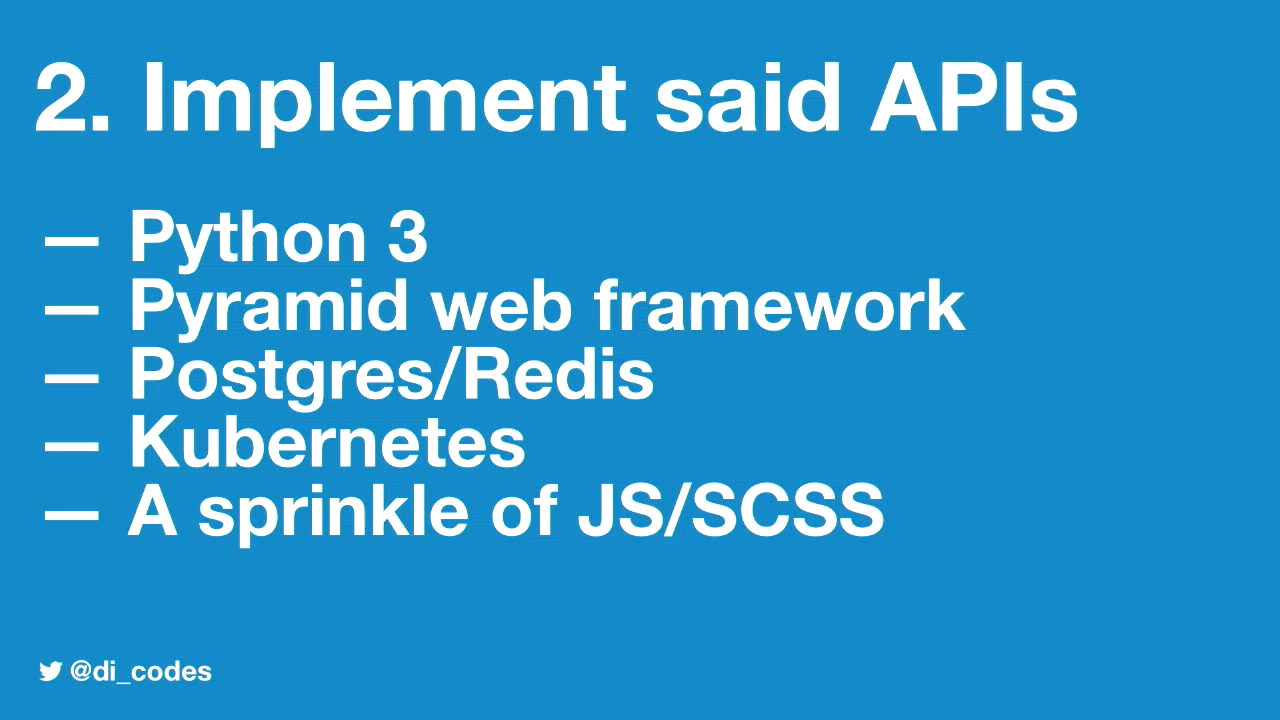 2. Implement said APIs
— Python 3
— Pyramid web framework
— Postgres/Redis
— Kubernetes
— A sprinkle of JS/SCSS
@di_codes